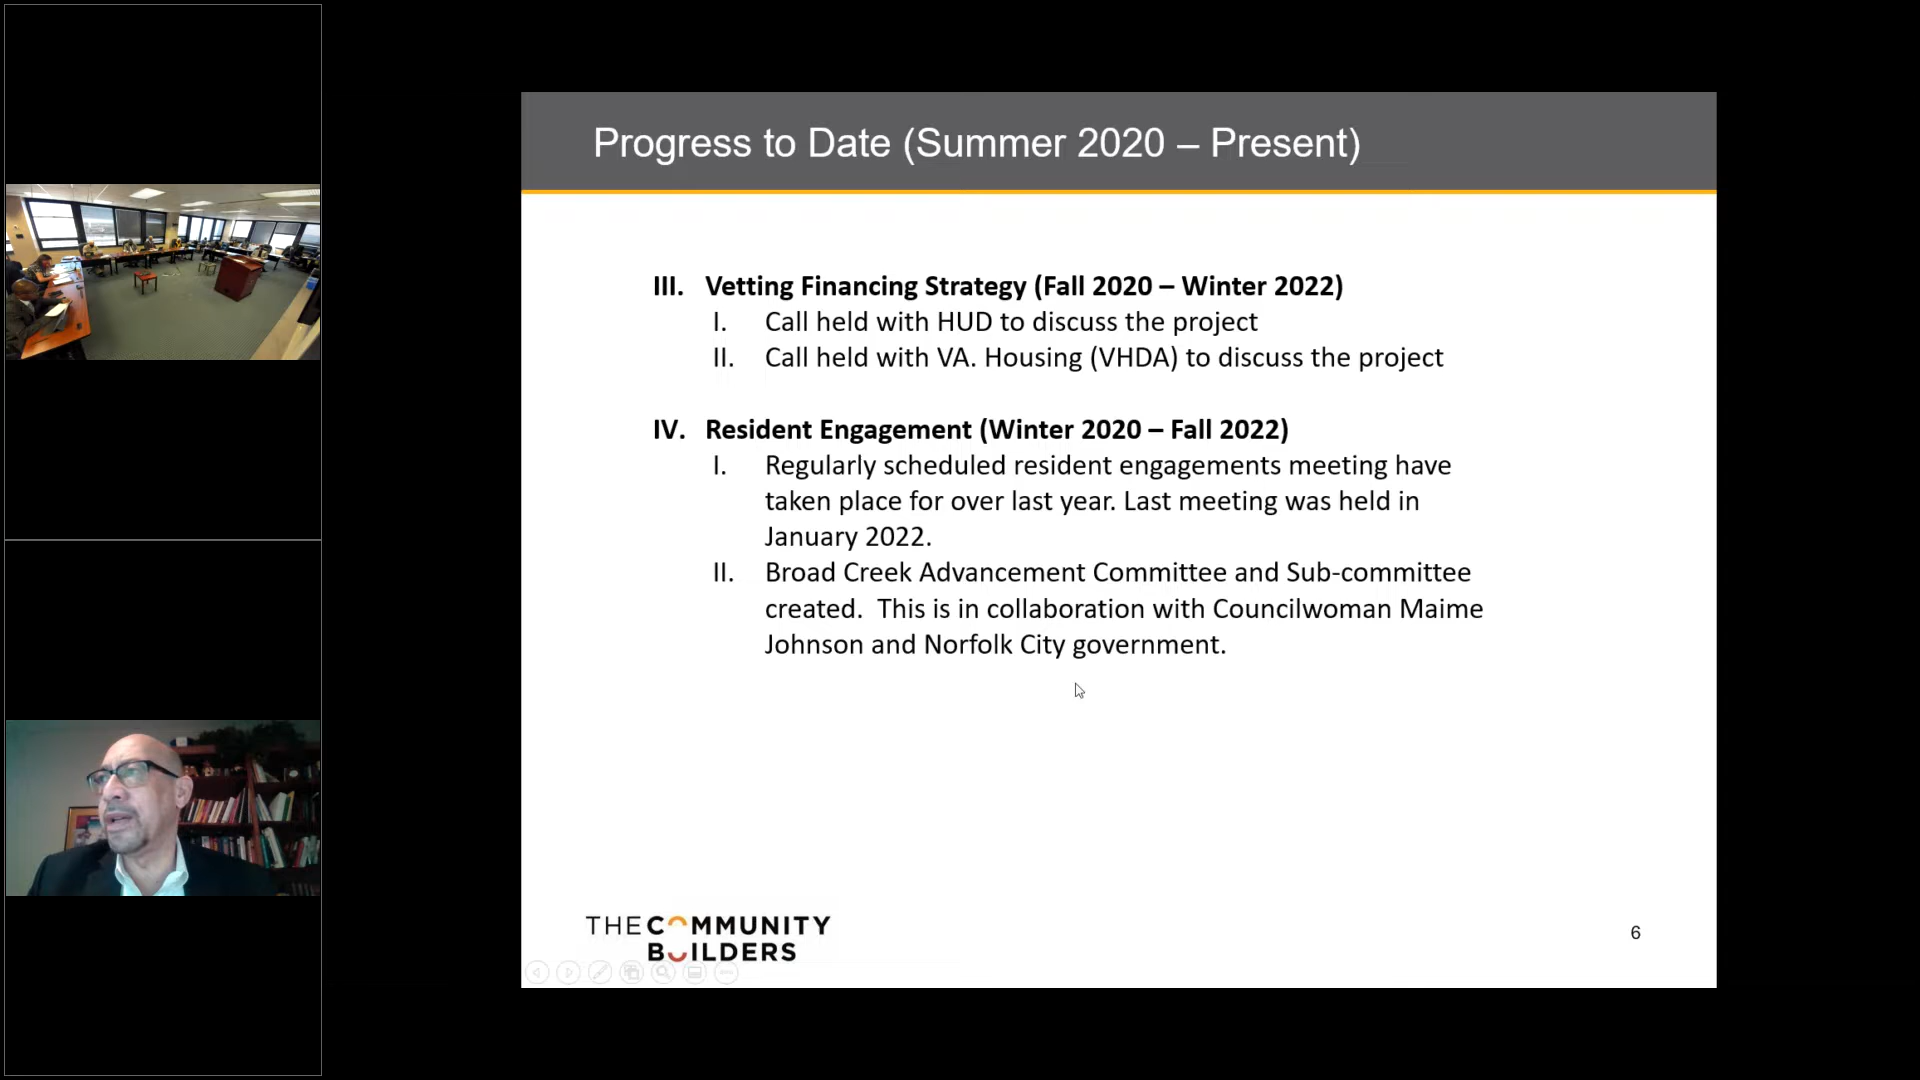 Progress to Date (Summer 2020 – Present)
III. Vetting Financing Strategy (Fall 2020 – Winter 2022)
I. Call held with HUD to discuss the project
II. Call held with VA. Housing (VHDA) to discuss the project
IV. Resident Engagement (Winter 2020 – Fall 2022)
I. Regularly scheduled resident engagements meeting have
taken place for over last year. Last meeting was held in
January 2022.
II. Broad Creek Advancement Committee and Sub-committee
created.  This is in collaboration with Councilwoman Maime
Johnson and Norfolk City government.
THE COMMUNITY
BUILDERS
6